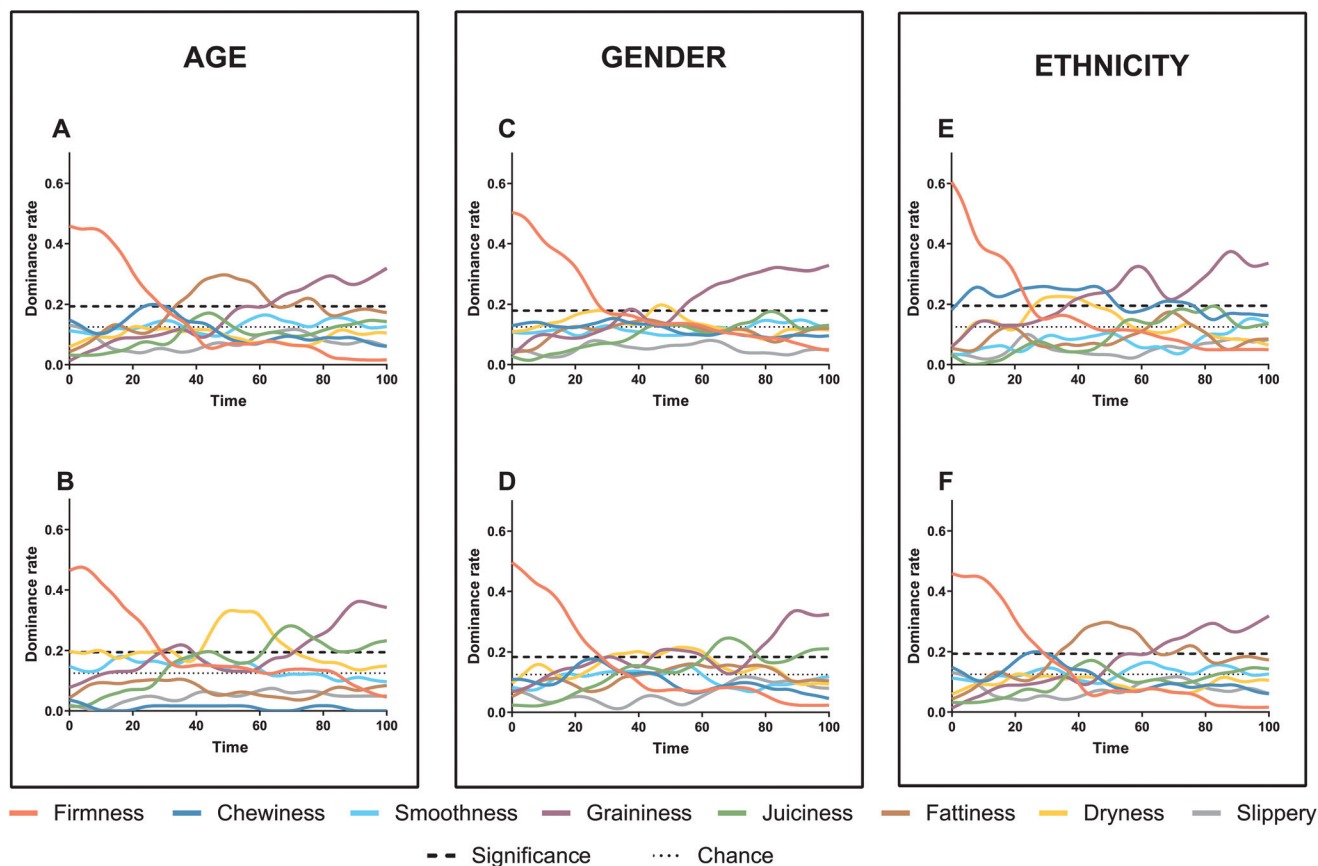 AGE
A
Dominance rate
0.6
0.4
0.2
0.0
0 20 40 60 80 100
Time
B
Dominance rate
0.6
0.4
0.2
0.0
0 20 40 60 80 100
Time
GENDER
C
Dominance rate
0.6
0.4
0.2
0.0
0 20 40 60 80 100
Time
D
Dominance rate
0.6
0.4
0.2
0.0
0 20 40 60 80 100
Time
ETHNICITY
E
Dominance rate
0.6
0.4
0.2
0.0
0 20 40 60 80 100
Time
F
Dominance rate
0.6
0.4
0.2
0.0
0 20 40 60 80 100
Time
Firmness Chewiness Smoothness Graininess Juiciness Fattiness Dryness Slippery
Significance Chance